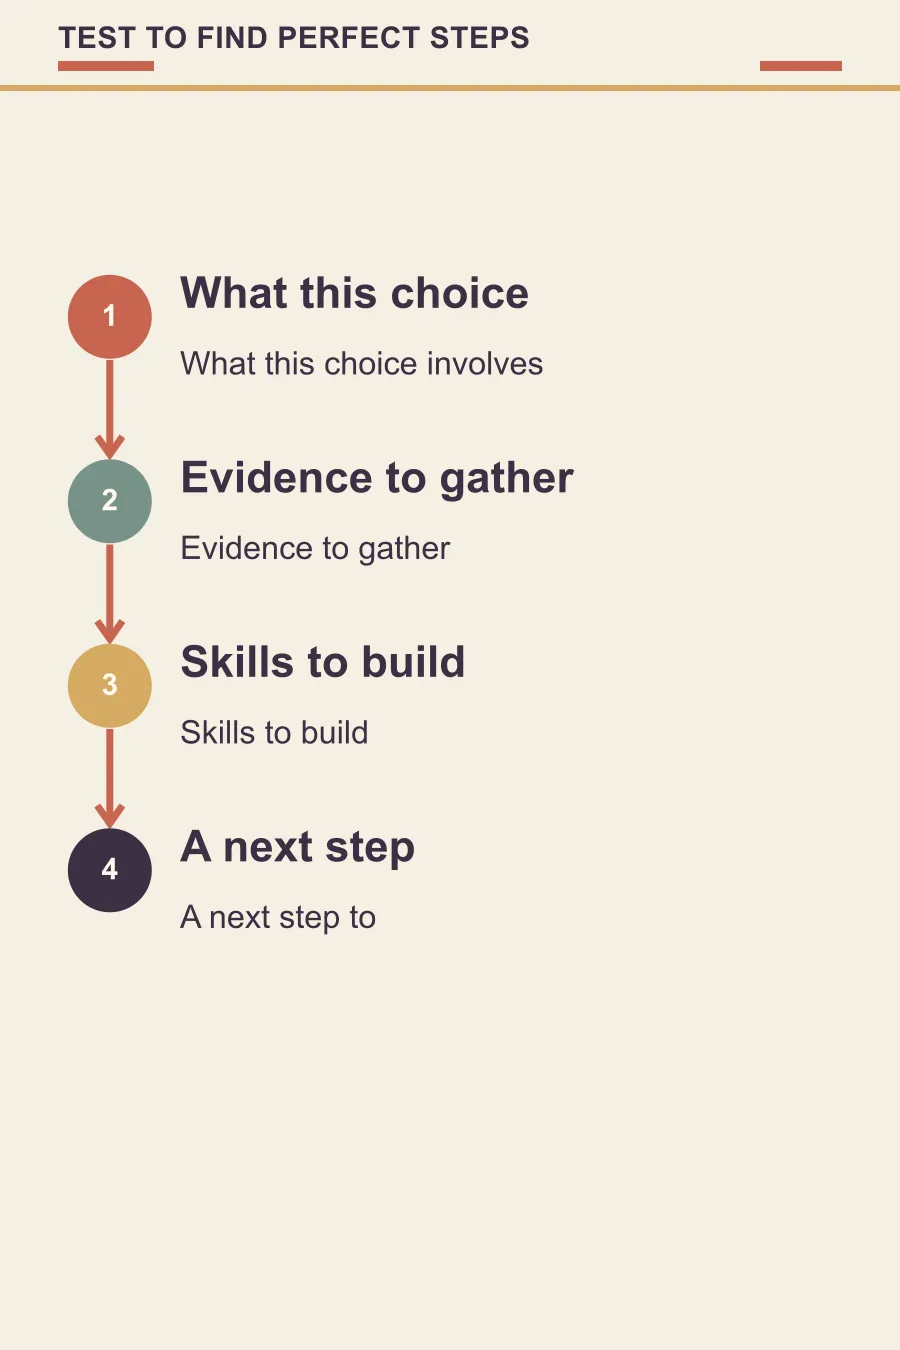 TEST TO FIND PERFECT STEPS
1
What this choice
What this choice involves
2
Evidence to gather
Evidence to gather
3
Skills to build
Skills to build
4
A next step
A next step to